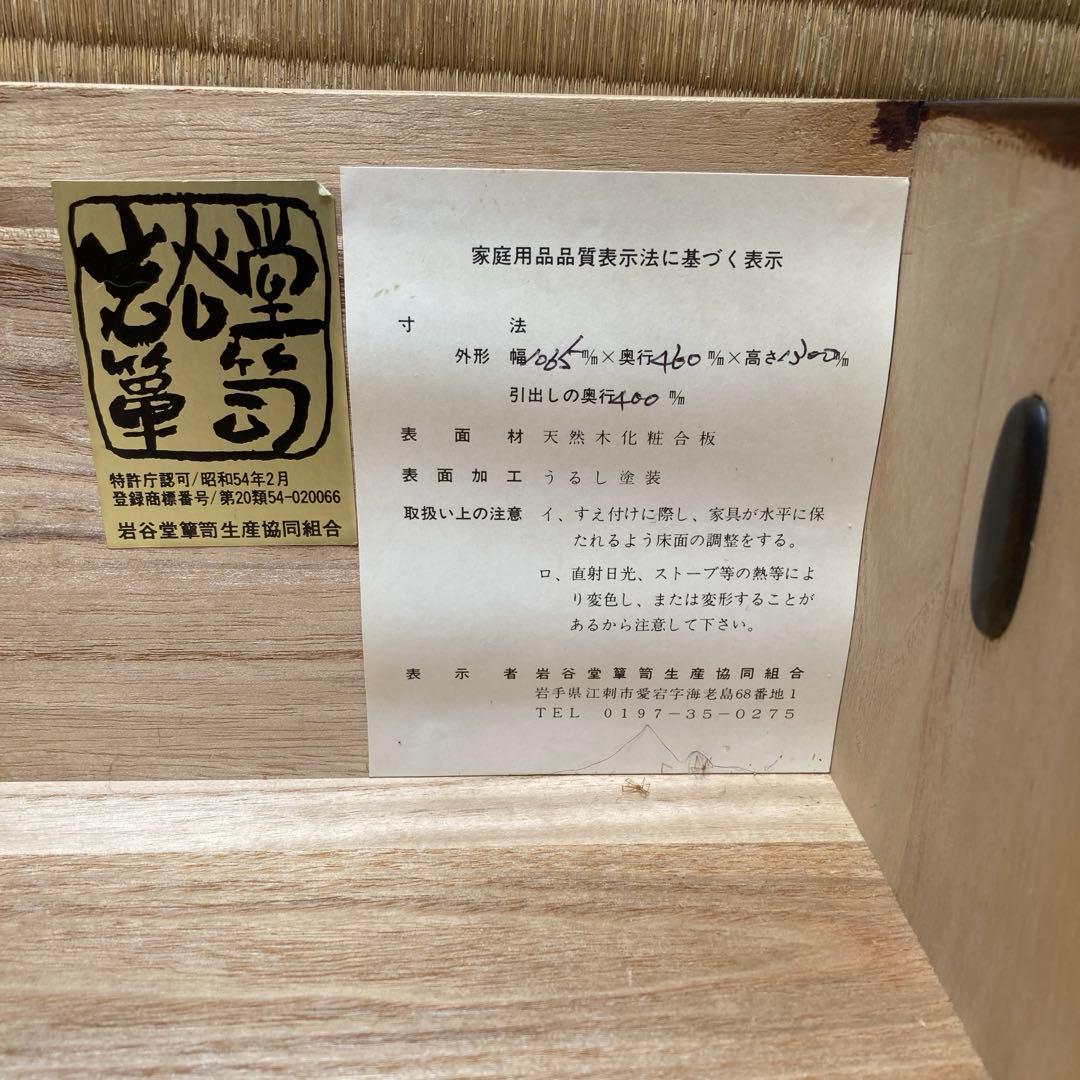 岩谷堂
簞笥
特許庁認可/昭和54年2月
登録商標番号/第20類54-020066
岩谷堂簞笥生産協同組合
家庭用品品質表示法に基づく表示
寸法
外形 幅1065㎜×奥行460㎜×高さ1300㎜
引出しの奥行400㎜
表面材 天然木化粧合板
表面加工 うるし塗装
取扱い上の注意 イ、すえ付けに際し、家具が水平に保
たれるよう床面の調整をする。
ロ、直射日光、ストーブ等の熱等によ
り変色し、または変形することが
あるから注意して下さい。
表示者 岩谷堂簞笥生産協同組合
岩手県江刺市愛宕字海老島68番地1
TEL 0197-35-0275